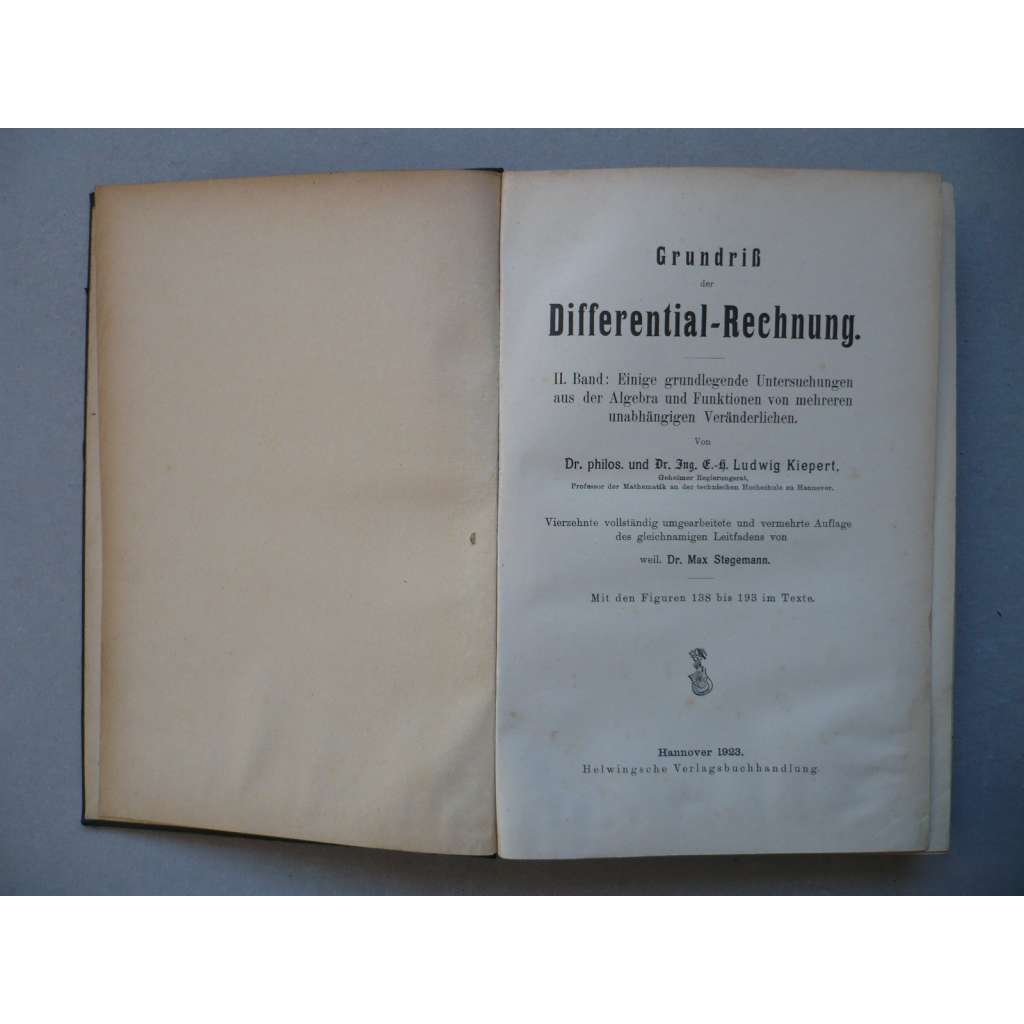 Grundriß
der
Differential-Rechnung.
II. Band: Einige grundlegende Untersuchungen
aus der Algebra und Funktionen von mehreren
unabhängigen Veränderlichen.
Von
Dr. philos. und Dr. Ing. E.-h. Ludwig Kiepert,
Geheimer Regierungsrat,
Professor der Mathematik an der technischen Hochschule zu Hannover.
Vierzehnte vollständig umgearbeitete und vermehrte Auflage
des gleichnamigen Leitfadens von
weil. Dr. Max Stegemann.
Mit den Figuren 138 bis 193 im Texte.
Hannover 1923.
Helwingsche Verlagsbuchhandlung.